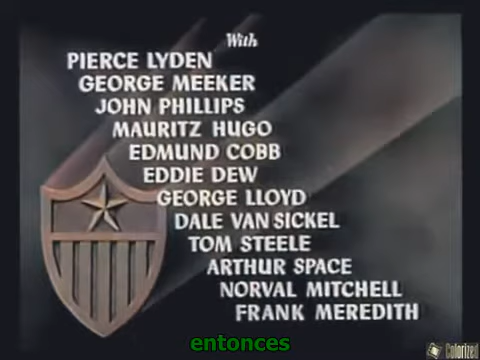 With
PIERCE LYDEN
GEORGE MEEKER
JOHN PHILLIPS
MAURITZ HUGO
EDMUND COBB
EDDIE DEW
GEORGE LLOYD
DALE VAN SICKEL
TOM STEELE
ARTHUR SPACE
NORVAL MITCHELL
FRANK MEREDITH
entonces
Colorized